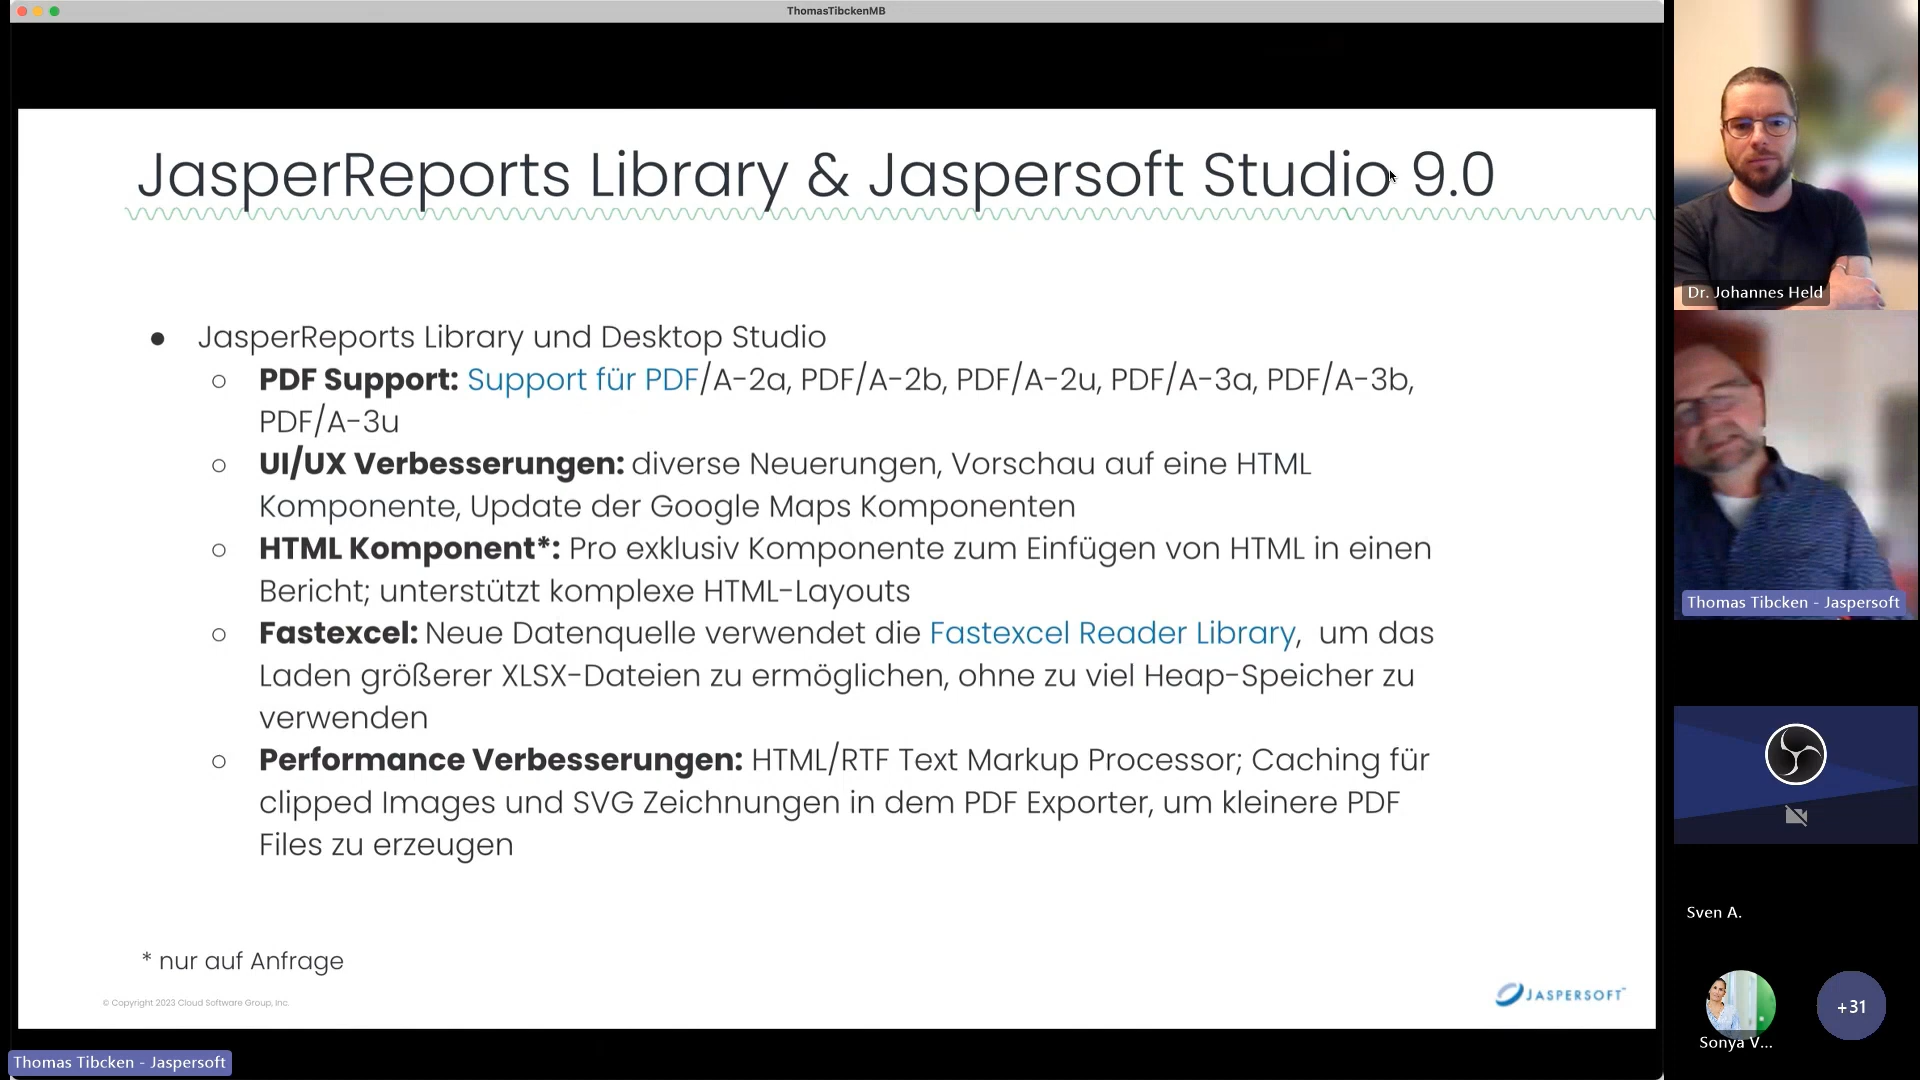 ThomasTibckenMB
JasperReports Library & Jaspersoft Studio 9.0
● JasperReports Library und Desktop Studio
○ PDF Support: Support für PDF/A-2a, PDF/A-2b, PDF/A-2u, PDF/A-3a, PDF/A-3b,
PDF/A-3u
○ UI/UX Verbesserungen: diverse Neuerungen, Vorschau auf eine HTML
Komponente, Update der Google Maps Komponenten
○ HTML Komponent*: Pro exklusiv Komponente zum Einfügen von HTML in einen
Bericht; unterstützt komplexe HTML-Layouts
○ Fastexcel: Neue Datenquelle verwendet die Fastexcel Reader Library, um das
Laden größerer XLSX-Dateien zu ermöglichen, ohne zu viel Heap-Speicher zu
verwenden
○ Performance Verbesserungen: HTML/RTF Text Markup Processor; Caching für
clipped Images und SVG Zeichnungen in dem PDF Exporter, um kleinere PDF
Files zu erzeugen
* nur auf Anfrage
© Copyright 2023 Cloud Software Group, Inc.
JASPERSOFT™
Thomas Tibcken - Jaspersoft
Dr. Johannes Held
Thomas Tibcken - Jaspersoft
Sven A.
Sonya V...
+31